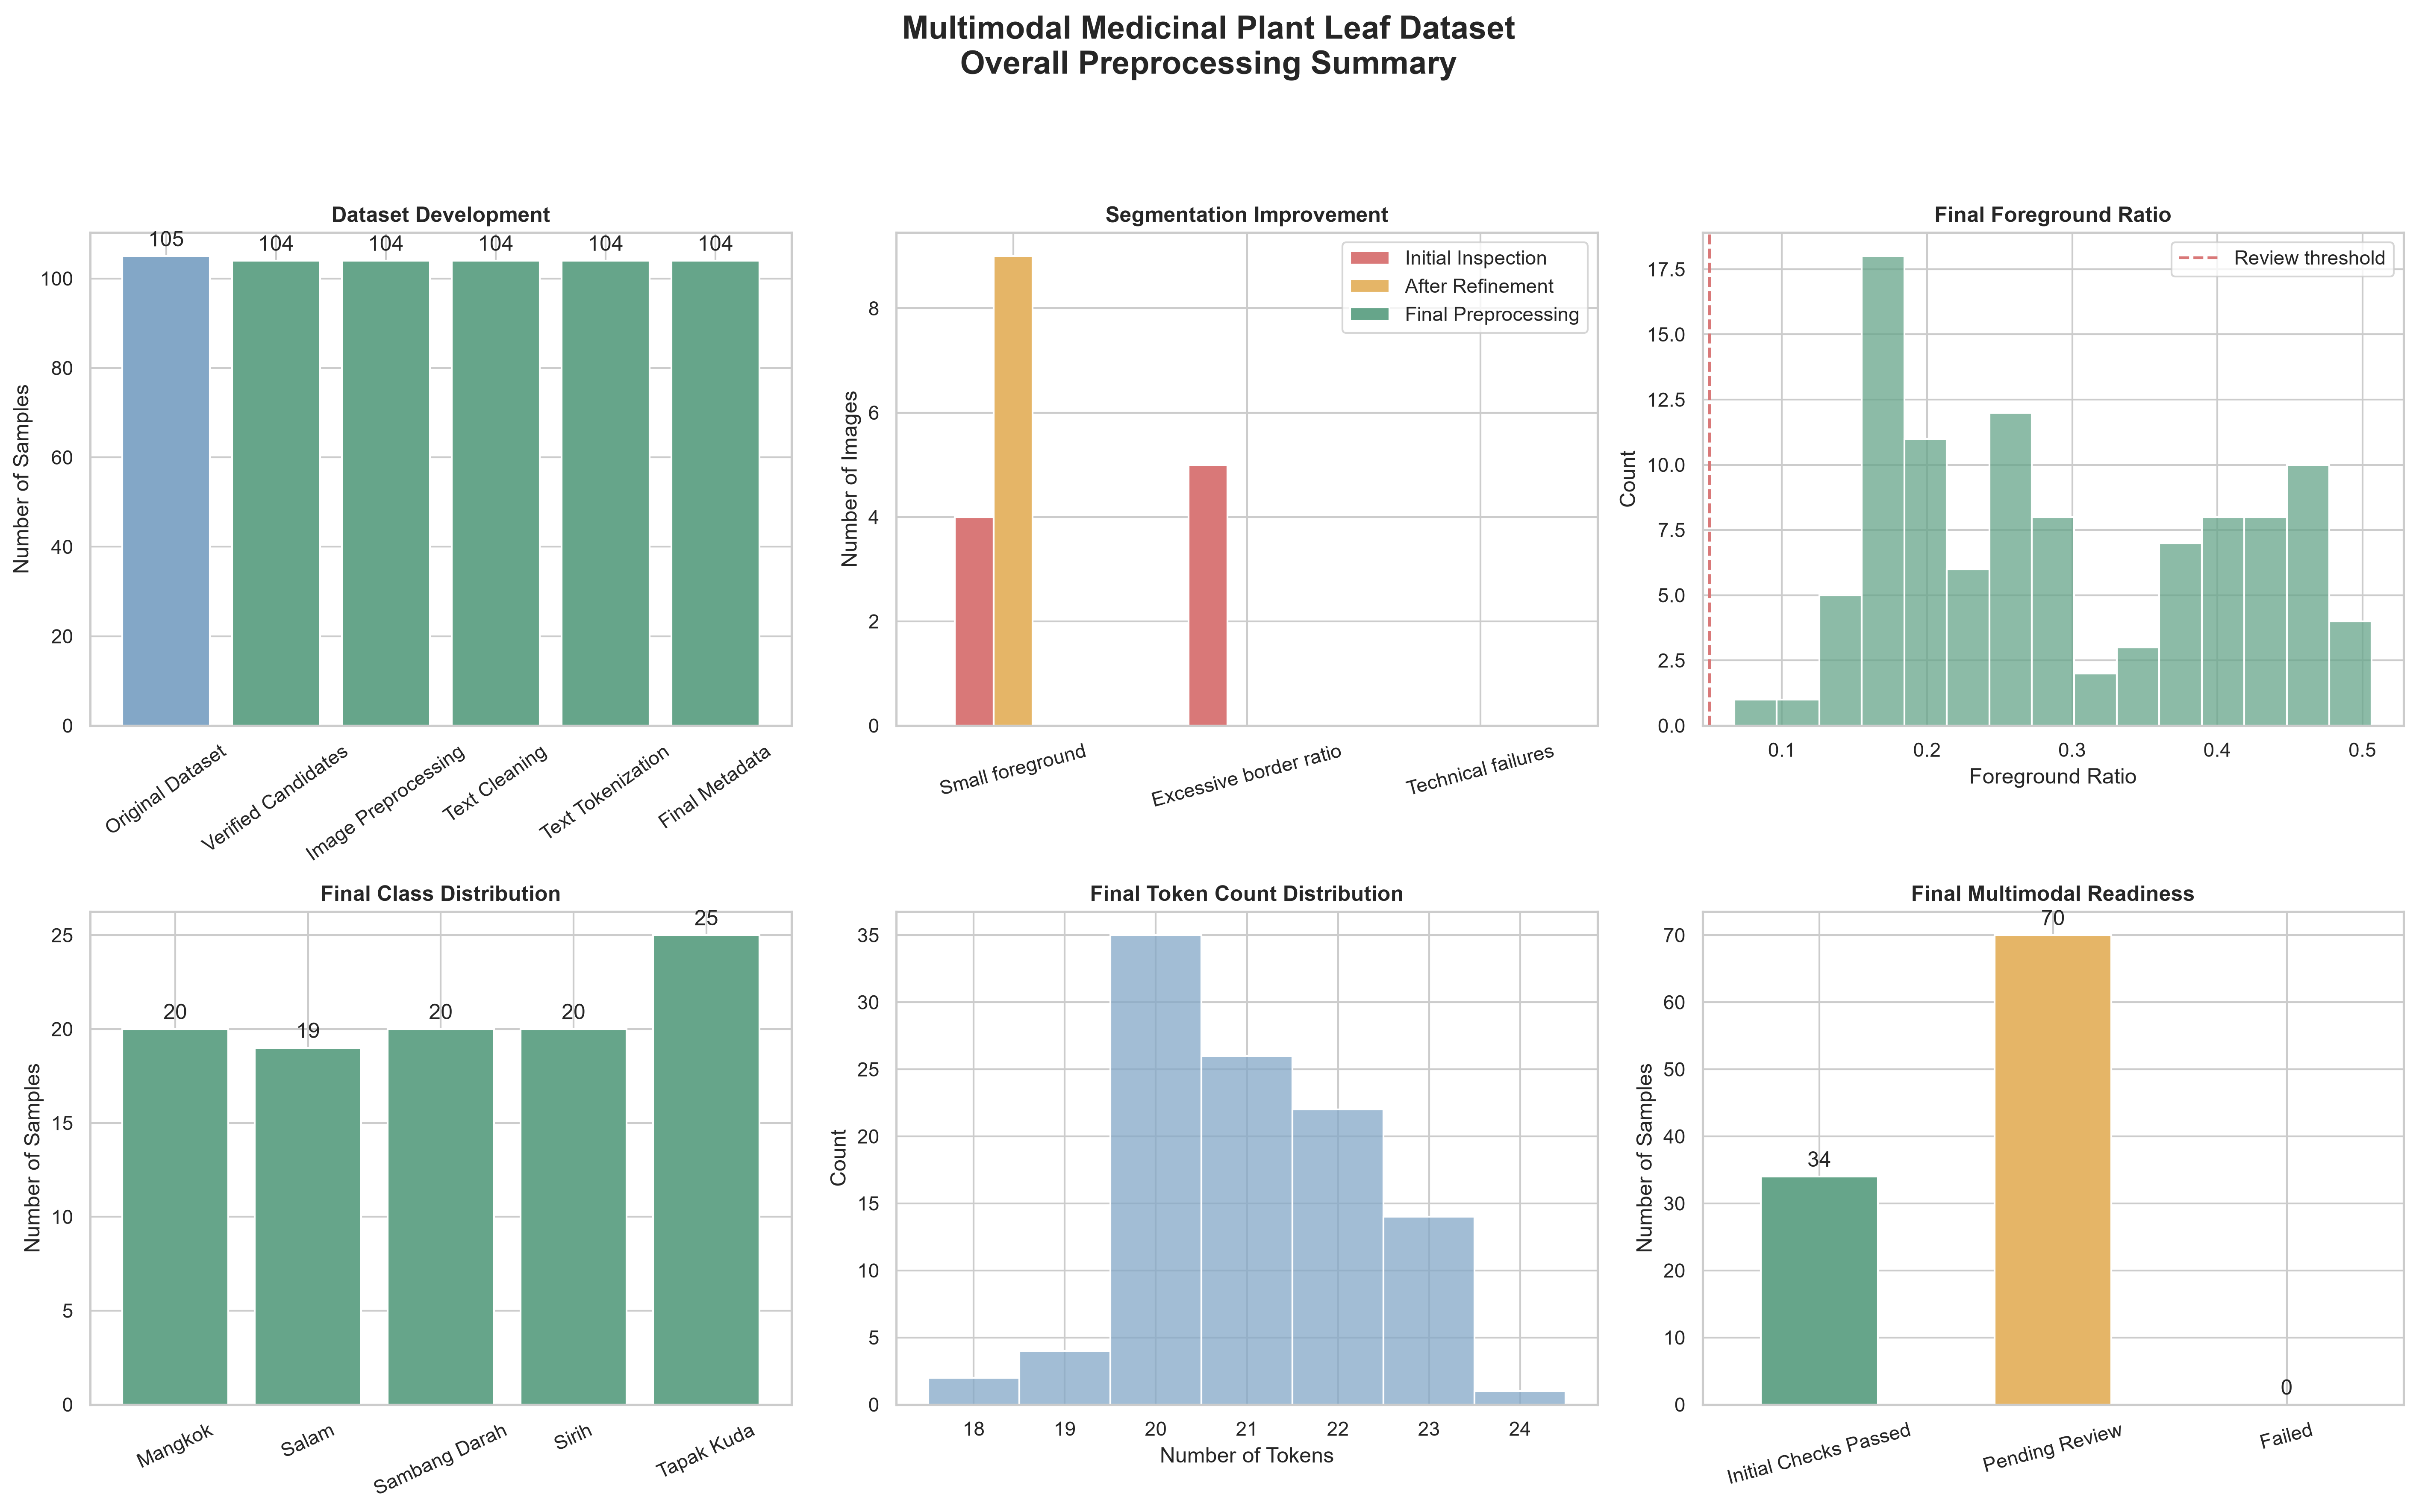 Multimodal Medicinal Plant Leaf Dataset
Overall Preprocessing Summary
Dataset Development
Number of Samples
100
80
60
40
20
0
105
104
104
104
104
104
Original Dataset
Verified Candidates
Image Preprocessing
Text Cleaning
Text Tokenization
Final Metadata
Segmentation Improvement
Number of Images
8
6
4
2
0
Initial Inspection
After Refinement
Final Preprocessing
Small foreground
Excessive border ratio
Technical failures
Final Foreground Ratio
Count
17.5
15.0
12.5
10.0
7.5
5.0
2.5
0.0
Review threshold
0.1
0.2
0.3
0.4
0.5
Foreground Ratio
Final Class Distribution
Number of Samples
25
20
15
10
5
0
20
19
20
20
25
Mangkok
Salam
Sambang Darah
Sirih
Tapak Kuda
Final Token Count Distribution
Count
35
30
25
20
15
10
5
0
18
19
20
21
22
23
24
Number of Tokens
Final Multimodal Readiness
Number of Samples
70
60
50
40
30
20
10
0
34
70
0
Initial Checks Passed
Pending Review
Failed